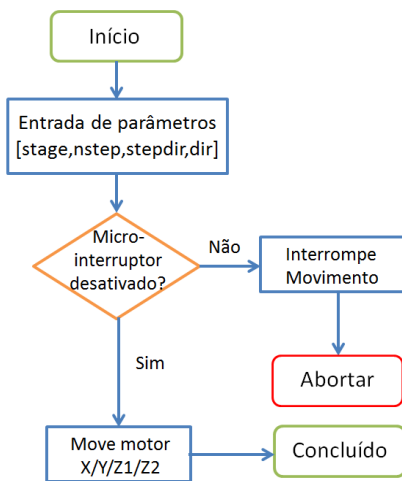 Início
Entrada de parâmetros
[stage,nstep,stepdir,dir]
Micro-
interruptor
desativado?
Não
Interrompe
Movimento
Sim
Abortar
Move motor
X/Y/Z1/Z2
Concluído